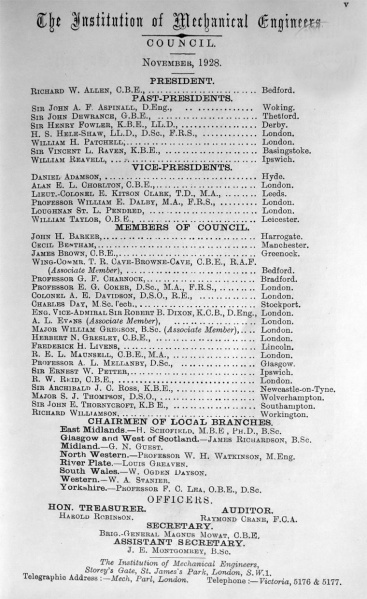 v
The Institution of Mechanical Engineers
COUNCIL.
NOVEMBER, 1928.
PRESIDENT.
RICHARD W. ALLEN, C.B.E., Bedford.
PAST-PRESIDENTS.
SIR JOHN A. F. ASPINALL, D.Eng., Woking.
SIR JOHN DEWRANCE, G.B.E., Thetford.
SIR HENRY FOWLER, K.B.E., LL.D., Derby.
H. S. HELE-SHAW, LL.D., D.Sc., F.R.S., London.
WILLIAM H. PATCHELL, London.
SIR VINCENT L. RAVEN, K.B.E., Basingstoke.
WILLIAM REAVELL, Ipswich.
VICE-PRESIDENTS.
DANIEL ADAMSON, Hyde.
ALAN E. L. CHORLTON, C.B.E., London.
LIEUT.-COLONEL E. KITSON CLARK, T.D., M.A., Leeds.
PROFESSOR WILLIAM E. DALBY, M.A., F.R.S., London.
LOUGHNAN ST. L. PENDRED, London.
WILLIAM TAYLOR, O.B.E., Leicester.
MEMBERS OF COUNCIL.
JOHN H. BARKER, Harrogate.
CECIL BENTHAM, Manchester.
JAMES BROWN, C.B.E., Greenock.
WING-COMMR. T. R. CAVE-BROWNE-CAVE, C.B.E., R.A.F.
(Associate Member), Bedford.
PROFESSOR G. F. CHARNOCK, Bradford.
PROFESSOR E. G. COKER, D.Sc., M.A., F.R.S., London.
COLONEL A. E. DAVIDSON, D.S.O., R.E., London.
CHARLES DAY, M Sc.Tech., Stockport.
ENG. VICE-ADMIRAL SIR ROBERT B. DIXON, K.C.B., D.Eng., London.
A. L. EVANS (Associate Member), London.
MAJOR WILLIAM GREGSON, B.Sc. (Associate Member), London.
HERBERT N. GRESLEY, C.B.E., London.
FREDERICK H. LIVENS, Lincoln.
R. E. L. MAUNSELL, C.B.E., M.A., London.
PROFESSOR A. L. MELLANBY, D.Sc., Glasgow.
SIR ERNEST W. PETTER, Ipswich.
R. W. REID, C.B.E., London.
SIR ARCHIBALD J. C. ROSS, K.B.E., Newcastle-on-Tyne.
MAJOR S. J. THOMPSON, D.S.O., Wolverhampton.
SIR JOHN E. THORNYCROFT, K.B E., Southampton.
RICHARD WILLIAMSON, Workington.
CHAIRMEN OF LOCAL BRANCHES.
East Midlands.—H. SCHOFIELD, M.B.E., PH.D., B.Sc.
Glasgow and West of Scotland.—JAMES RICHARDSON, B.Sc.
Midland.—G. N. GUEST.
North Western.—PROFESSOR W. H. WATKINSON, M.Eng.
River Plate.—LOUIS GREAVEN.
South Wales.—W. OGDEN DAYSON.
Western.—W. A. STANIER.
Yorkshire.—PROFESSOR F. C. LEA, O.B.E., D.Sc.
OFFICERS.
HON. TREASURER. AUDITOR.
HAROLD ROBINSON. RAYMOND CRANE, F.C.A.
SECRETARY.
BRIG.-GENERAL MAGNUS MOWAT, C.B.E.
ASSISTANT SECRETARY.
J. E. MONTGOMREY, B.Sc.
The Institution of Mechanical Engineers,
Storey's Gate, St. James's Park, London, S.W.1.
Telegraphic Address :—Mech, Parl, London. Telephone :—Victoria, 5176 & 5177.